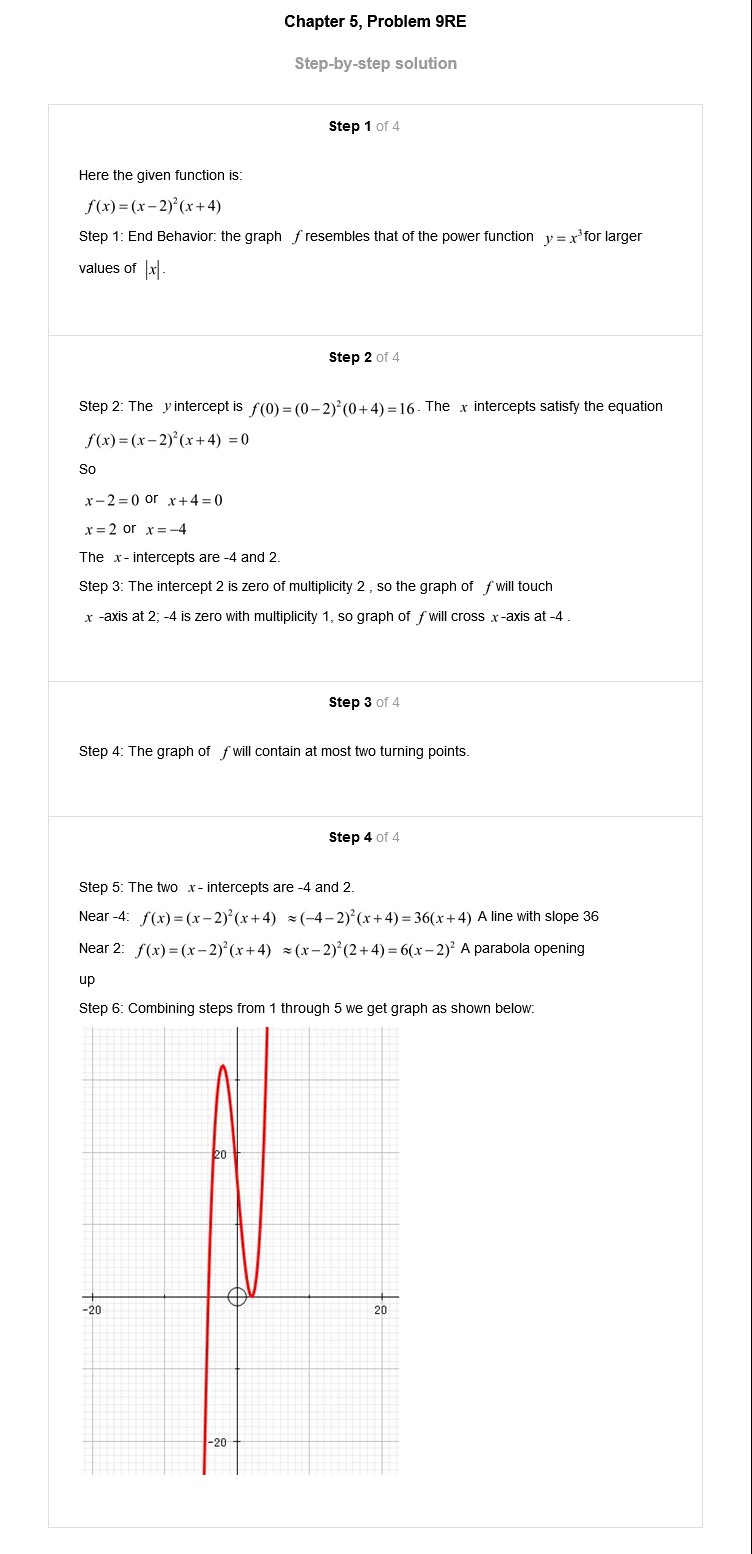 Chapter 5, Problem 9RE
Step-by-step solution
Step 1 of 4
Here the given function is:
f(x)=(x−2)²(x+4)
Step 1: End Behavior: the graph f resembles that of the power function y=x³ for larger
values of |x|.
Step 2 of 4
Step 2: The y intercept is f(0)=(0−2)²(0+4)=16. The x intercepts satisfy the equation
f(x)=(x−2)²(x+4) =0
So
x−2=0 or x+4=0
x=2 or x=−4
The x- intercepts are -4 and 2.
Step 3: The intercept 2 is zero of multiplicity 2 , so the graph of f will touch
x -axis at 2; -4 is zero with multiplicity 1, so graph of f will cross x-axis at -4 .
Step 3 of 4
Step 4: The graph of f will contain at most two turning points.
Step 4 of 4
Step 5: The two x- intercepts are -4 and 2.
Near -4: f(x)=(x−2)²(x+4) ≈(−4−2)²(x+4)=36(x+4) A line with slope 36
Near 2: f(x)=(x−2)²(x+4) ≈(x−2)²(2+4)=6(x−2)² A parabola opening
up
Step 6: Combining steps from 1 through 5 we get graph as shown below:
20
-20
20
-20